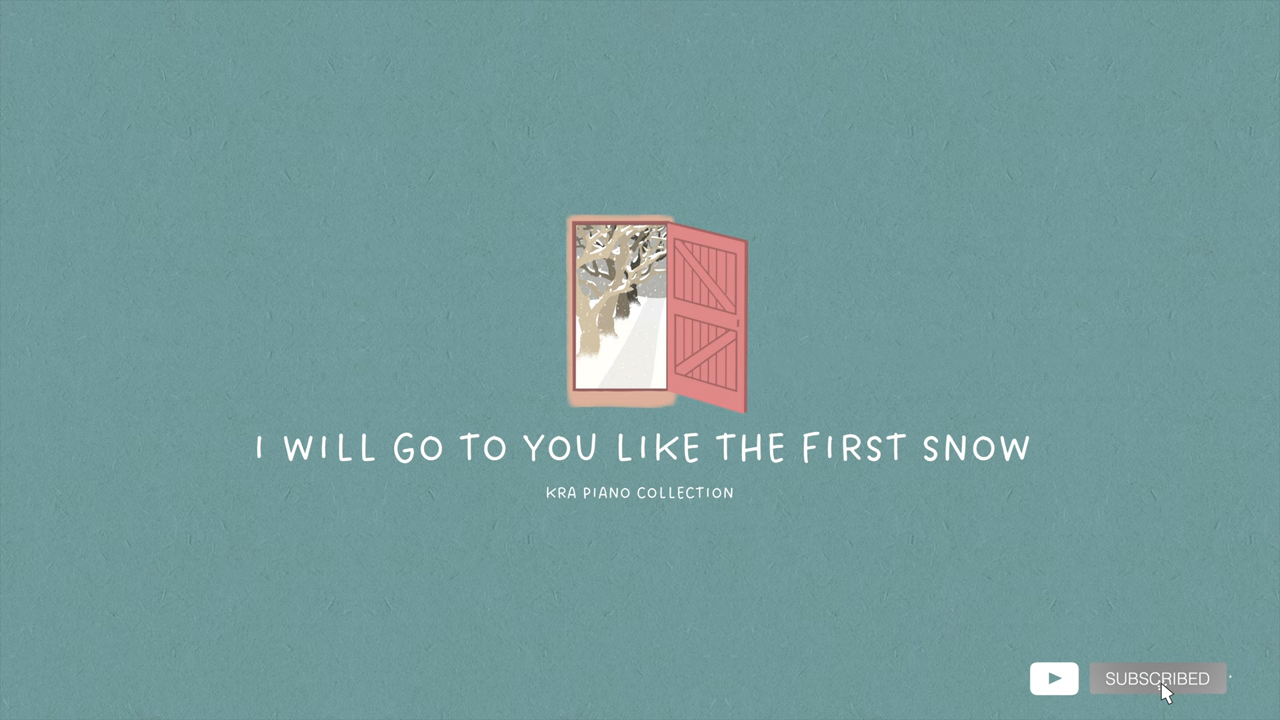 I WILL GO TO YOU LIKE THE FIRST SNOW
KRA PIANO COLLECTION
SUBSCRIBED